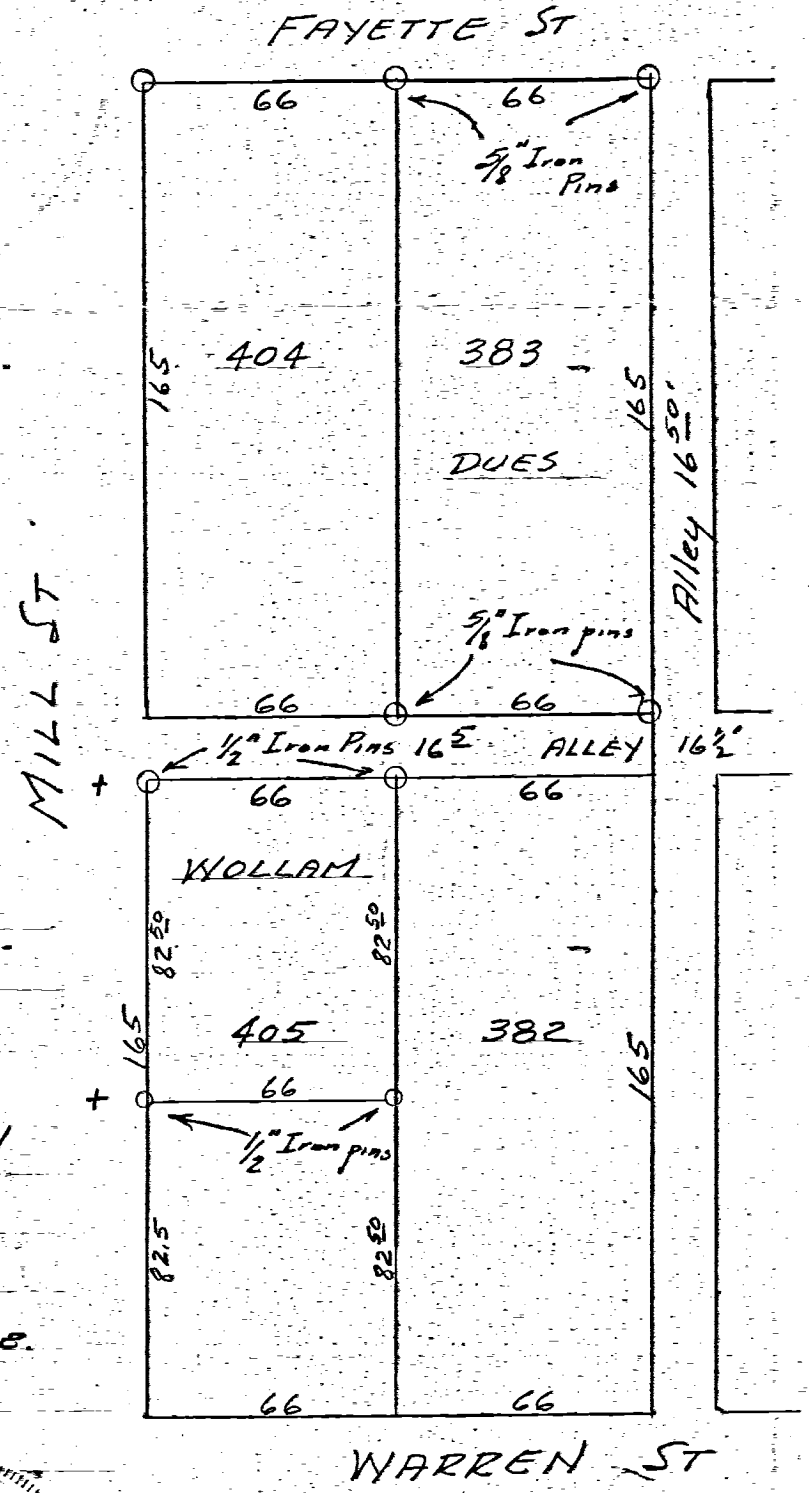 FAYETTE ST
66 66
5/8" Iron
Pins
404 383
165 165
DUES
Alley 16 50'
MILL ST
5/8" Iron pins
66 66
1/2" Iron Pins 16 5 ALLEY 16 1/2'
+ 66 66
WOLLAM
82 50 82 50
405 382
165 165
+ 66
1/2" Iron pins
82.5 82 50
66 66
WARREN ST